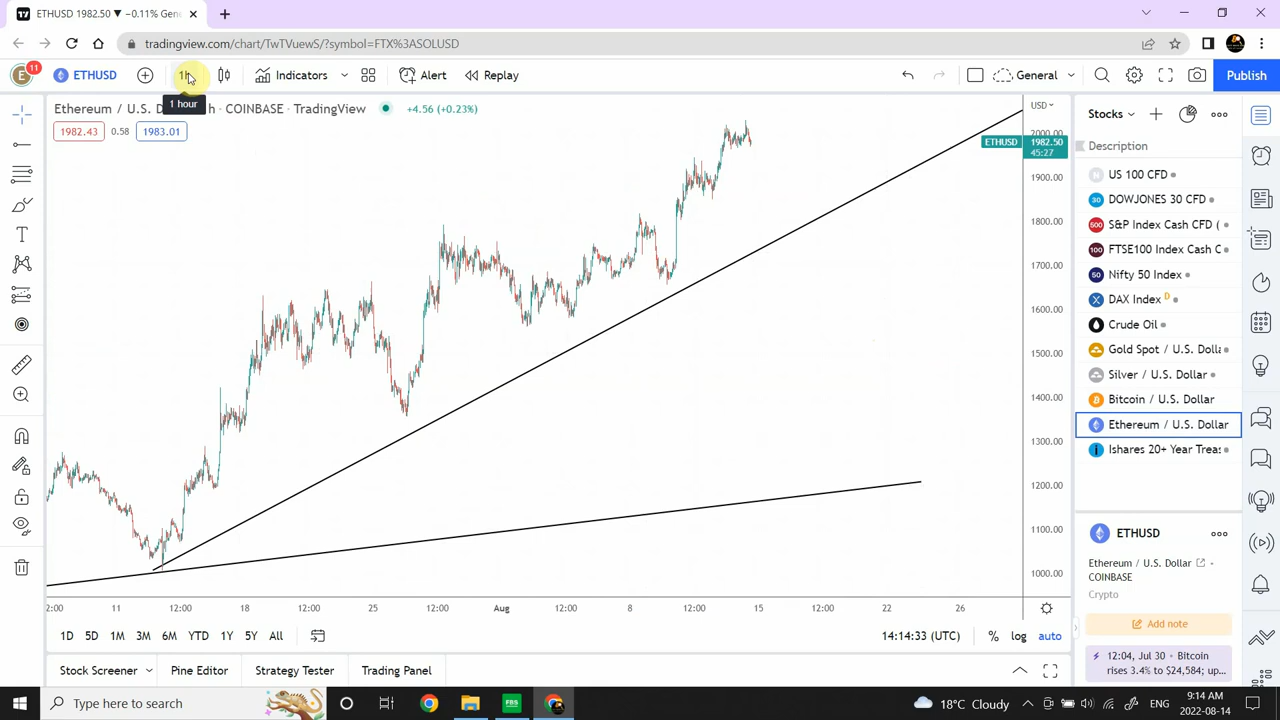 ETHUSD 1982.50 ▼ −0.11% Gen
tradingview.com/chart/TwTVuewS/?symbol=FTX%3ASOLUSD
E 11 ETHUSD 1h Indicators Alert Replay General Publish
1 hour
Ethereum / U.S. D h · COINBASE · TradingView +4.56 (+0.23%)
1982.43 0.58 1983.01
USD
2000.00
ETHUSD 1982.50
45:27
1900.00
1800.00
1700.00
1600.00
1500.00
1400.00
1300.00
1200.00
1100.00
1000:00
2:00 11 12:00 18 12:00 25 12:00 Aug 12:00 8 12:00 15 12:00 22 26
1D 5D 1M 3M 6M YTD 1Y 5Y All 14:14:33 (UTC) % log auto
Stock Screener Pine Editor Strategy Tester Trading Panel
Stocks
Description
US 100 CFD
30 DOWJONES 30 CFD
500 S&P Index Cash CFD (
100 FTSE100 Index Cash C
50 Nifty 50 Index
DAX Index D
Crude Oil
Gold Spot / U.S. Dolla
Silver / U.S. Dollar
Bitcoin / U.S. Dollar
Ethereum / U.S. Dollar
Ishares 20+ Year Treas
ETHUSD
Ethereum / U.S. Dollar ·
COINBASE
Crypto
Add note
12:04, Jul 30 • Bitcoin
rises 3.4% to $24,584; up...
Type here to search
FBS
18°C Cloudy
ENG
9:14 AM
2022-08-14